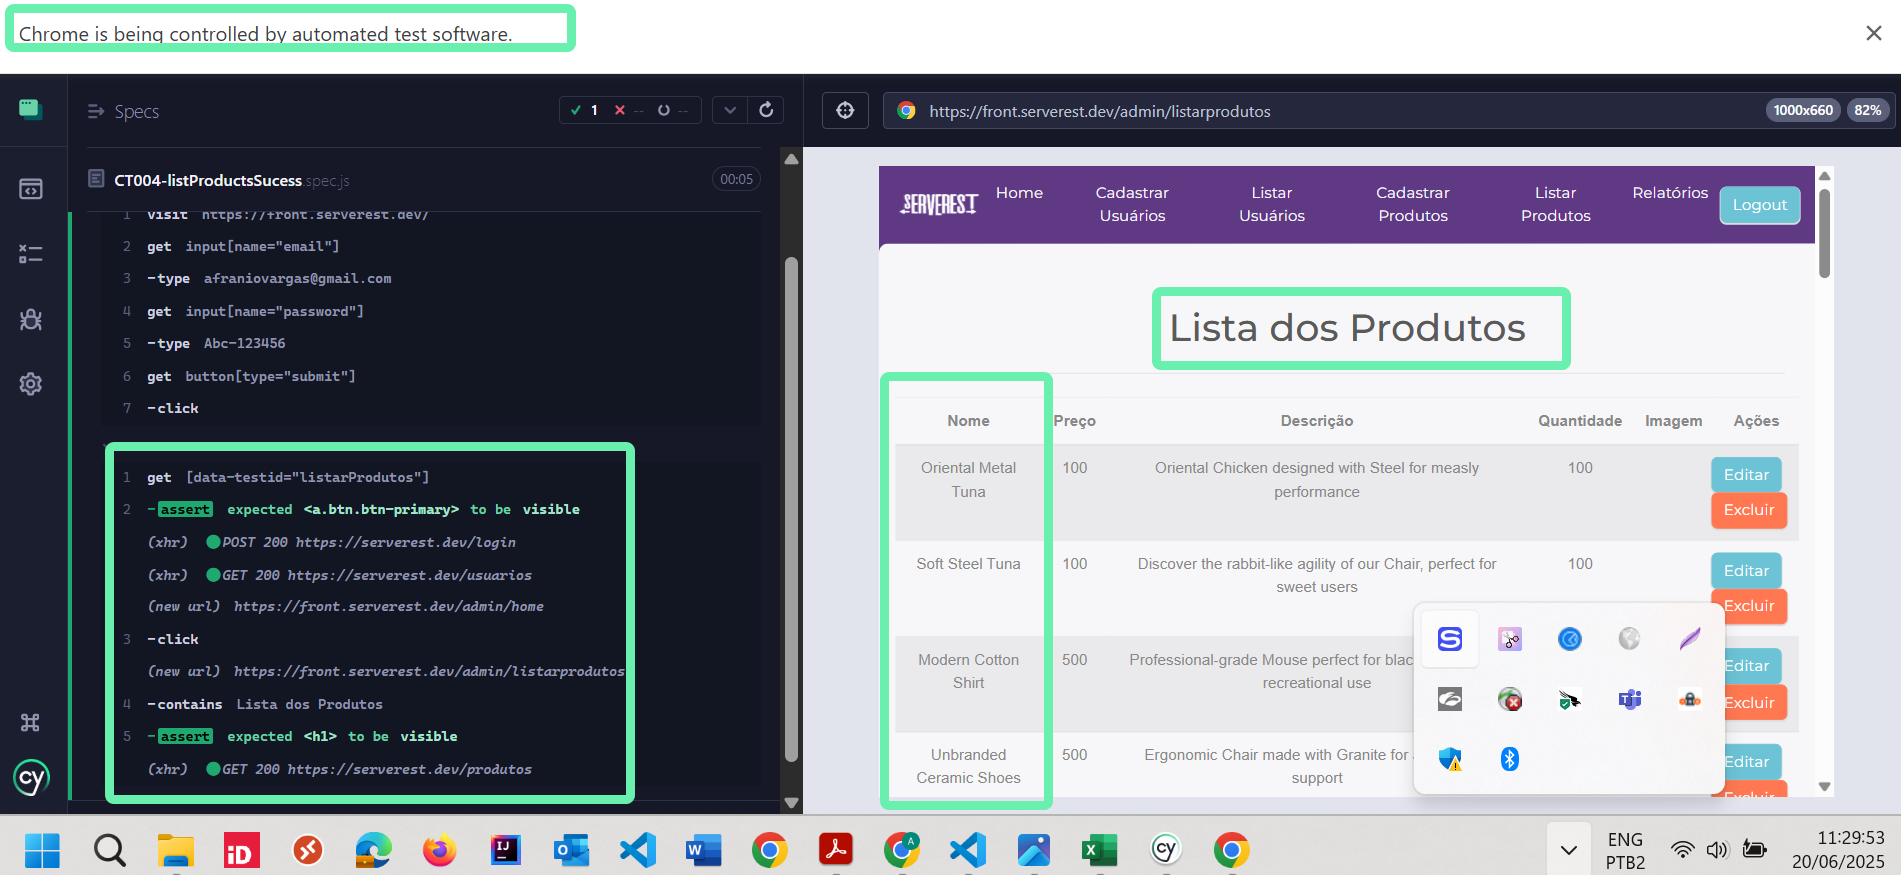 Chrome is being controlled by automated test software.
Specs
1 -- --
https://front.serverest.dev/admin/listarprodutos
1000x660
82%
CT004-listProductsSucess.spec.js
00:05
1 visit https://front.serverest.dev/
2 get input[name="email"]
3 -type afraniovargas@gmail.com
4 get input[name="password"]
5 -type Abc-123456
6 get button[type="submit"]
7 -click
1 get [data-testid="listarProdutos"]
2 -assert expected <a.btn.btn-primary> to be visible
(xhr) POST 200 https://serverest.dev/login
(xhr) GET 200 https://serverest.dev/usuarios
(new url) https://front.serverest.dev/admin/home
3 -click
(new url) https://front.serverest.dev/admin/listarprodutos
4 -contains Lista dos Produtos
5 -assert expected <h1> to be visible
(xhr) GET 200 https://serverest.dev/produtos
cy
SERVEREST
Home
Cadastrar
Usuários
Listar
Usuários
Cadastrar
Produtos
Listar
Produtos
Relatórios
Logout
Lista dos Produtos
Nome Preço Descrição Quantidade Imagem Ações
Oriental Metal
Tuna
100
Oriental Chicken designed with Steel for measly
performance
100
Editar
Excluir
Soft Steel Tuna
100
Discover the rabbit-like agility of our Chair, perfect for
sweet users
100
Editar
Excluir
Modern Cotton
Shirt
500
Professional-grade Mouse perfect for blac
recreational use
Editar
Excluir
Unbranded
Ceramic Shoes
500
Ergonomic Chair made with Granite for
support
Editar
Excluir
ENG
PTB2
11:29:53
20/06/2025